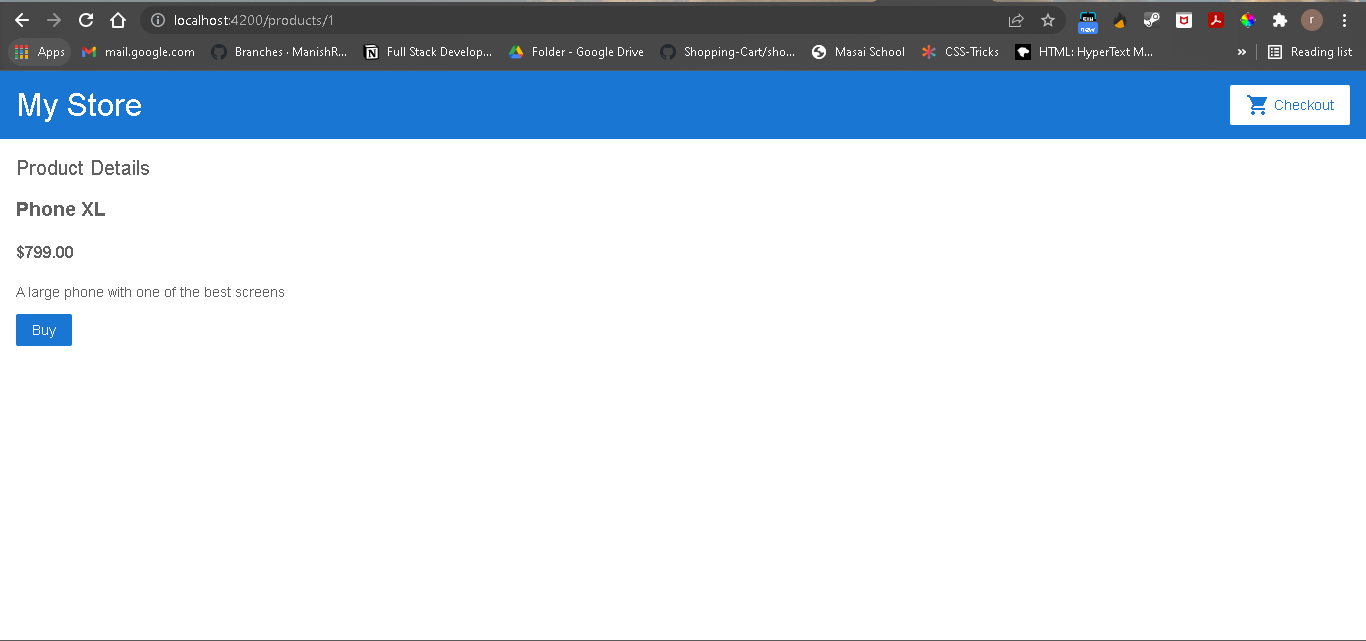 localhost:4200/products/1
new
r
Apps
mail.google.com
Branches · ManishR...
Full Stack Develop...
Folder - Google Drive
Shopping-Cart/sho...
Masai School
CSS-Tricks
HTML: HyperText M...
»
Reading list
My Store
Checkout
Product Details
Phone XL
$799.00
A large phone with one of the best screens
Buy